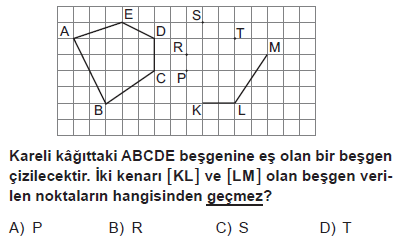 E S
A D T
R M
C P
B K L
Kareli kâğıttaki ABCDE beşgenine eş olan bir beşgen
çizilecektir. İki kenarı [KL] ve [LM] olan beşgen veri-
len noktaların hangisinden geçmez?
A) P B) R C) S D) T